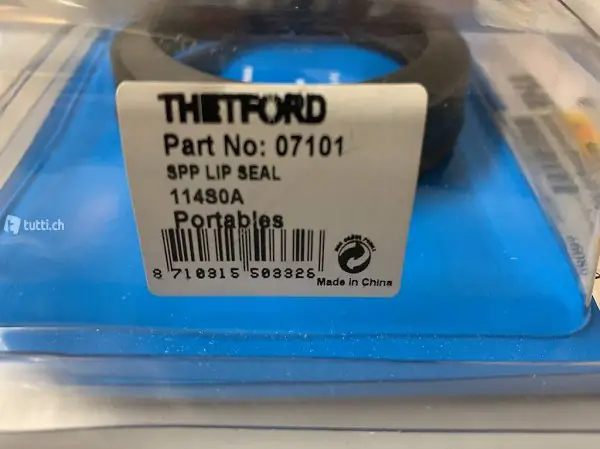 THETFORD
Part No: 07101
SPP LIP SEAL
114S0A
Portables
8 710315 503326
Made in China
tutti.ch